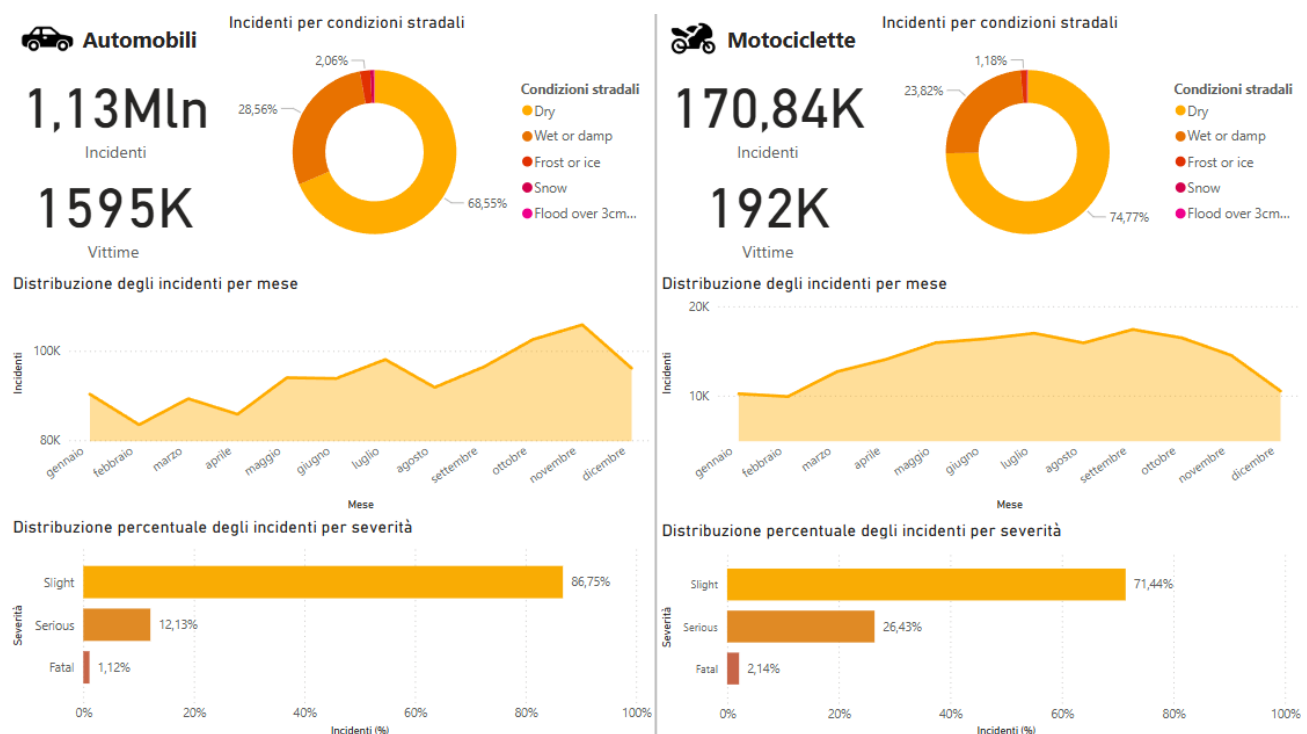 Automobili
Incidenti per condizioni stradali
1,13Mln
Incidenti
1595K
Vittime
2,06%
28,56%
68,55%
Condizioni stradali
Dry
Wet or damp
Frost or ice
Snow
Flood over 3cm...
Distribuzione degli incidenti per mese
Incidenti
100K
80K
gennaio
febbraio
marzo
aprile
maggio
giugno
luglio
agosto
settembre
ottobre
novembre
dicembre
Mese
Distribuzione percentuale degli incidenti per severità
Severità
Slight
86,75%
Serious
12,13%
Fatal
1,12%
0%
20%
40%
60%
80%
100%
Incidenti (%)
Motociclette
Incidenti per condizioni stradali
170,84K
Incidenti
192K
Vittime
1,18%
23,82%
74,77%
Condizioni stradali
Dry
Wet or damp
Frost or ice
Snow
Flood over 3cm...
Distribuzione degli incidenti per mese
Incidenti
20K
10K
gennaio
febbraio
marzo
aprile
maggio
giugno
luglio
agosto
settembre
ottobre
novembre
dicembre
Mese
Distribuzione percentuale degli incidenti per severità
Severità
Slight
71,44%
Serious
26,43%
Fatal
2,14%
0%
20%
40%
60%
80%
100%
Incidenti (%)